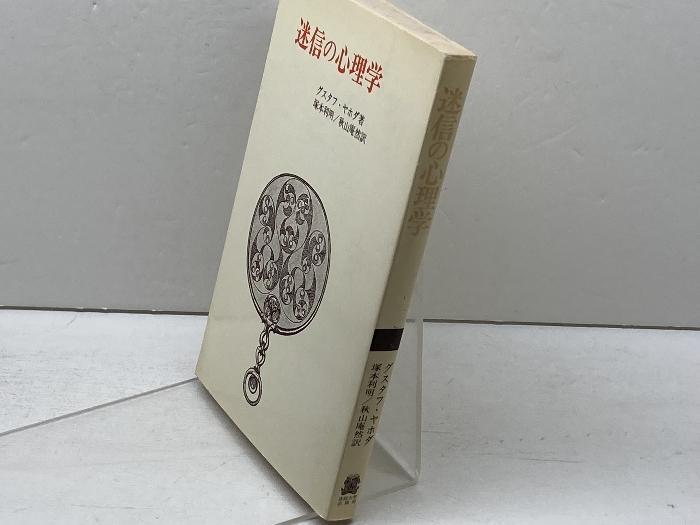 迷信の心理学
グスタフ・ヤホダ著
塚本利明/秋山庵然訳
迷信の心理学
グスタフ・ヤホダ
塚本利明/秋山庵然訳